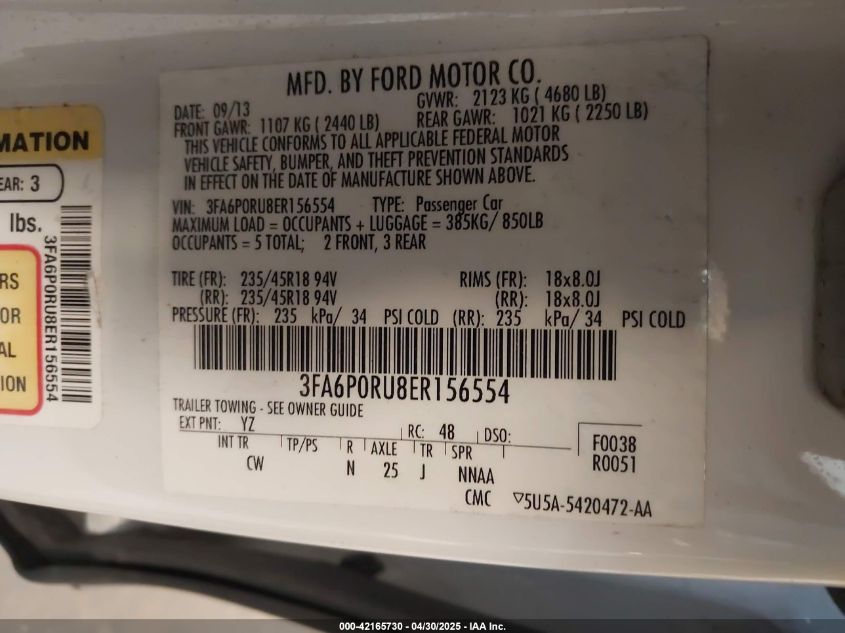 MFD. BY FORD MOTOR CO.
DATE: 09/13 GVWR: 2123 KG ( 4680 LB)
FRONT GAWR: 1107 KG ( 2440 LB) REAR GAWR: 1021 KG ( 2250 LB)
THIS VEHICLE CONFORMS TO ALL APPLICABLE FEDERAL MOTOR
VEHICLE SAFETY, BUMPER, AND THEFT PREVENTION STANDARDS
IN EFFECT ON THE DATE OF MANUFACTURE SHOWN ABOVE.
VIN: 3FA6P0RU8ER156554 TYPE: Passenger Car
MAXIMUM LOAD = OCCUPANTS + LUGGAGE = 385KG/ 850LB
OCCUPANTS = 5 TOTAL; 2 FRONT, 3 REAR
TIRE (FR): 235/45R18 94V RIMS (FR): 18x8.0J
(RR): 235/45R18 94V (RR): 18x8.0J
PRESSURE (FR): 235 kPa/ 34 PSI COLD (RR): 235 kPa/ 34 PSI COLD
3FA6P0RU8ER156554
TRAILER TOWING - SEE OWNER GUIDE
EXT PNT: YZ RC: 48 DSO:
INT TR TP/PS R AXLE TR SPR F0038
CW N 25 J NNAA R0051
CMC ▽5U5A-5420472-AA
MATION
EAR: 3
lbs.
RS
OR
AL
ION
3FA6P0RU8ER156554
000-42165730 - 04/30/2025 - IAA Inc.